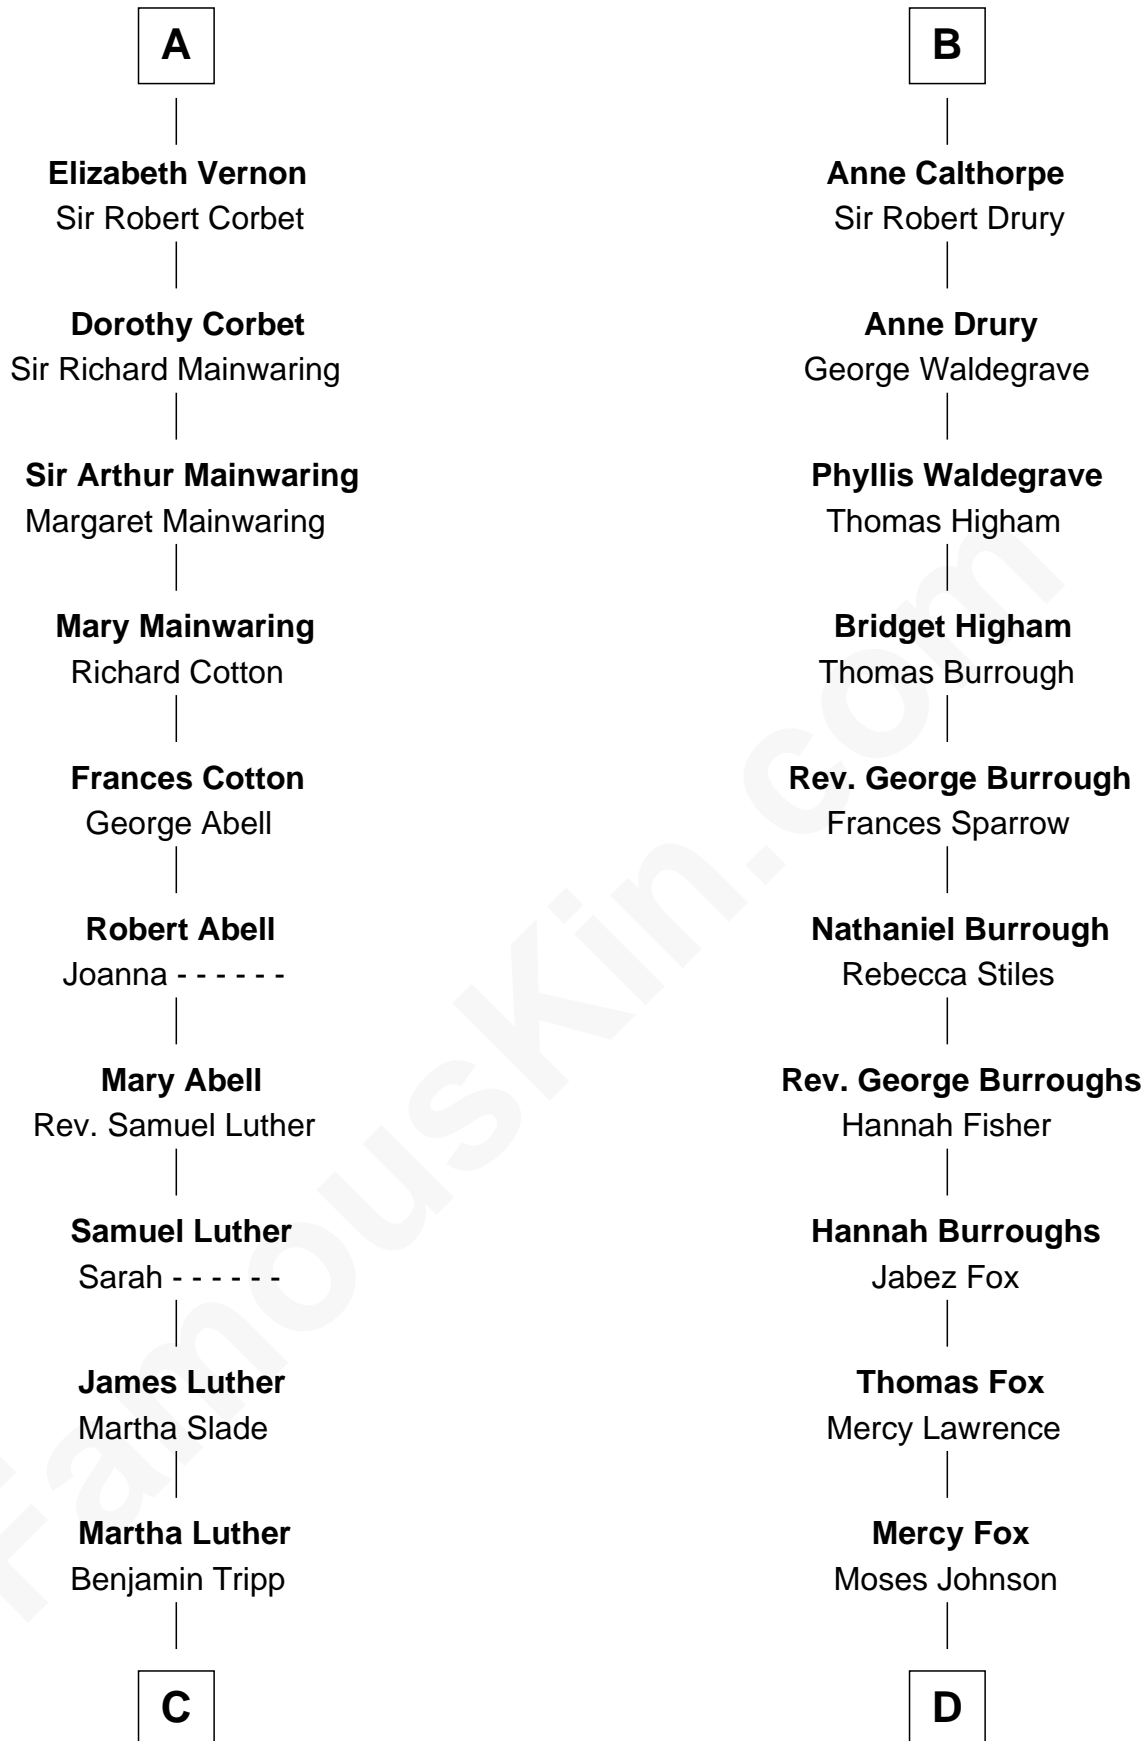 A
Elizabeth Vernon
Sir Robert Corbet
Dorothy Corbet
Sir Richard Mainwaring
Sir Arthur Mainwaring
Margaret Mainwaring
Mary Mainwaring
Richard Cotton
Frances Cotton
George Abell
Robert Abell
Joanna - - - - - -
Mary Abell
Rev. Samuel Luther
Samuel Luther
Sarah - - - - - -
James Luther
Martha Slade
Martha Luther
Benjamin Tripp
C
B
Anne Calthorpe
Sir Robert Drury
Anne Drury
George Waldegrave
Phyllis Waldegrave
Thomas Higham
Bridget Higham
Thomas Burrough
Rev. George Burrough
Frances Sparrow
Nathaniel Burrough
Rebecca Stiles
Rev. George Burroughs
Hannah Fisher
Hannah Burroughs
Jabez Fox
Thomas Fox
Mercy Lawrence
Mercy Fox
Moses Johnson
D
FamousKin.com